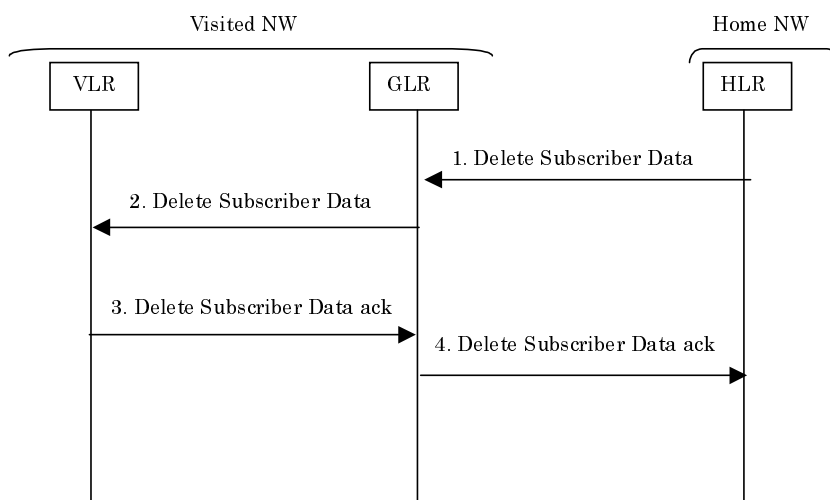 Visited NW
Home NW
VLR
GLR
HLR
1. Delete Subscriber Data
2. Delete Subscriber Data
3. Delete Subscriber Data ack
4. Delete Subscriber Data ack